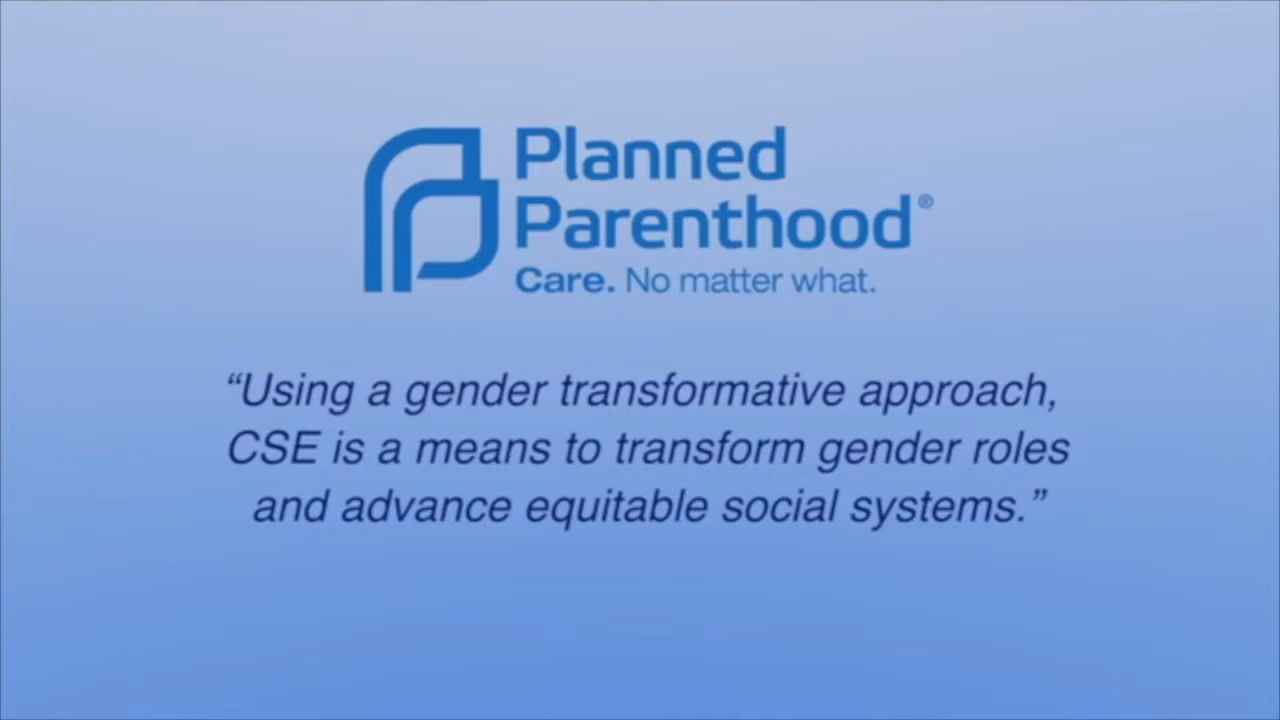 Planned
Parenthood®
Care. No matter what.
“Using a gender transformative approach,
CSE is a means to transform gender roles
and advance equitable social systems.”